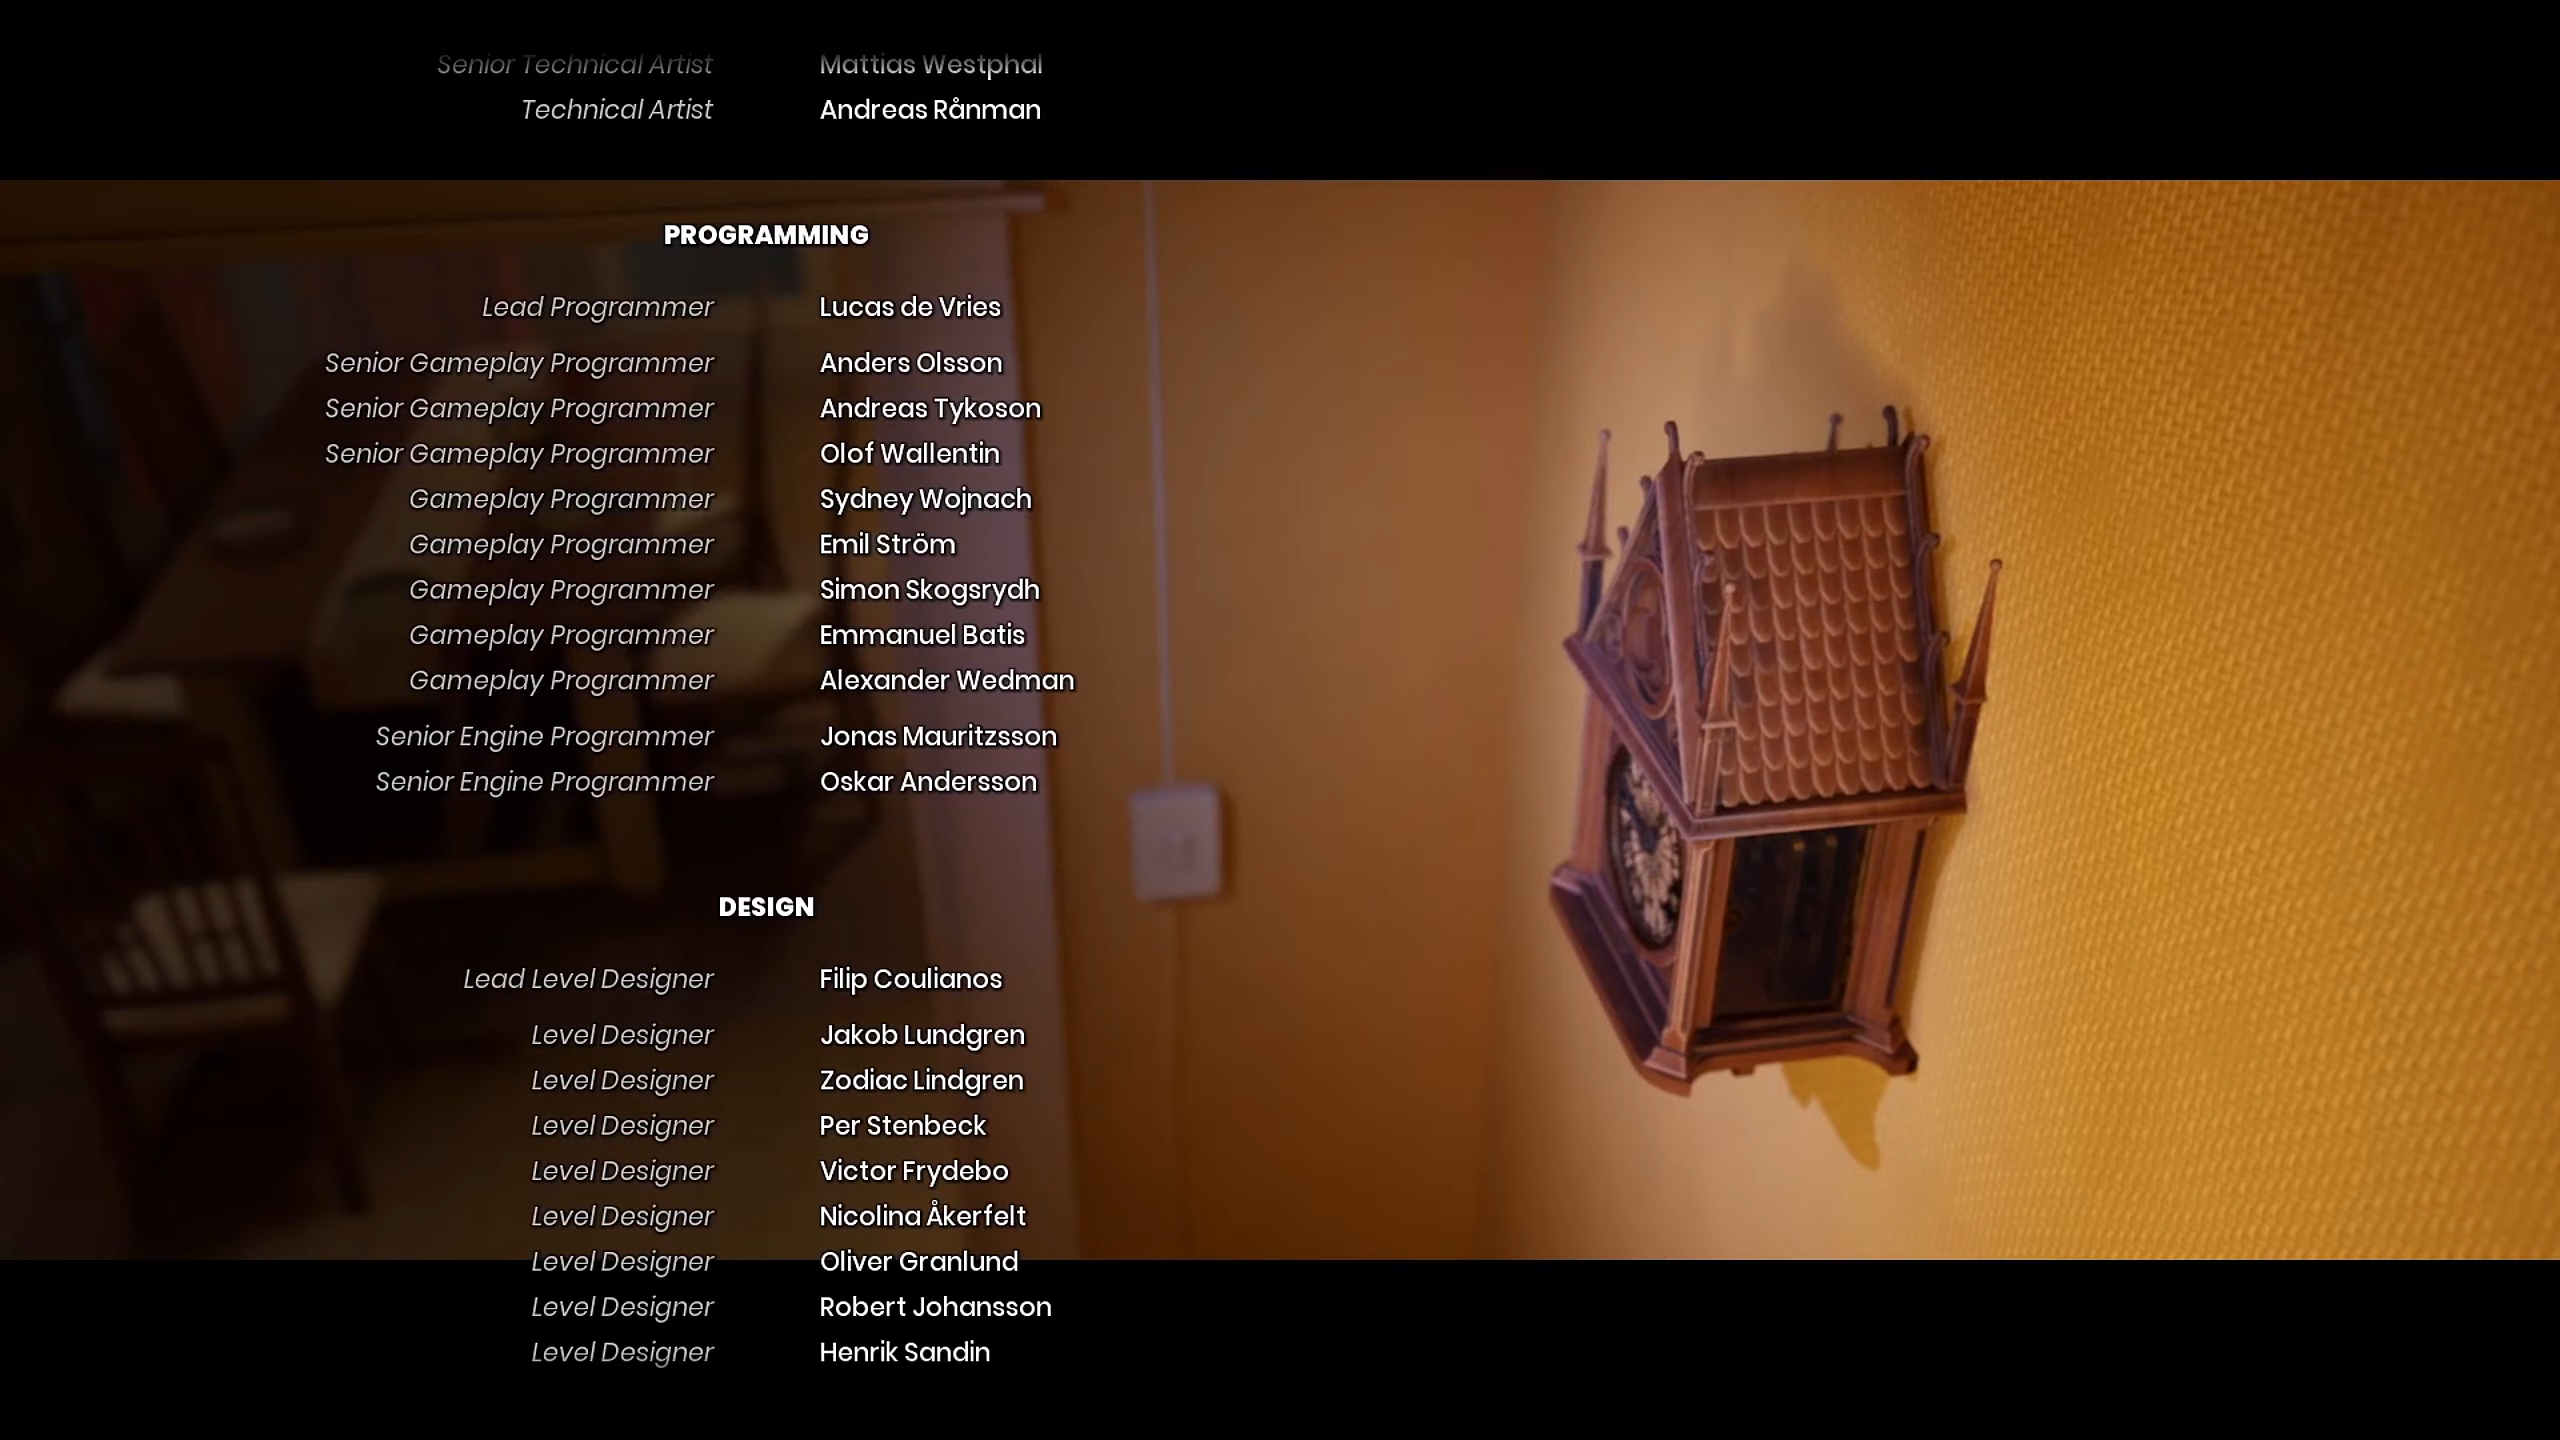 Senior Technical Artist Mattias Westphal
Technical Artist Andreas Rånman
PROGRAMMING
Lead Programmer Lucas de Vries
Senior Gameplay Programmer Anders Olsson
Senior Gameplay Programmer Andreas Tykoson
Senior Gameplay Programmer Olof Wallentin
Gameplay Programmer Sydney Wojnach
Gameplay Programmer Emil Ström
Gameplay Programmer Simon Skogsrydh
Gameplay Programmer Emmanuel Batis
Gameplay Programmer Alexander Wedman
Senior Engine Programmer Jonas Mauritzsson
Senior Engine Programmer Oskar Andersson
DESIGN
Lead Level Designer Filip Coulianos
Level Designer Jakob Lundgren
Level Designer Zodiac Lindgren
Level Designer Per Stenbeck
Level Designer Victor Frydebo
Level Designer Nicolina Åkerfelt
Level Designer Oliver Granlund
Level Designer Robert Johansson
Level Designer Henrik Sandin